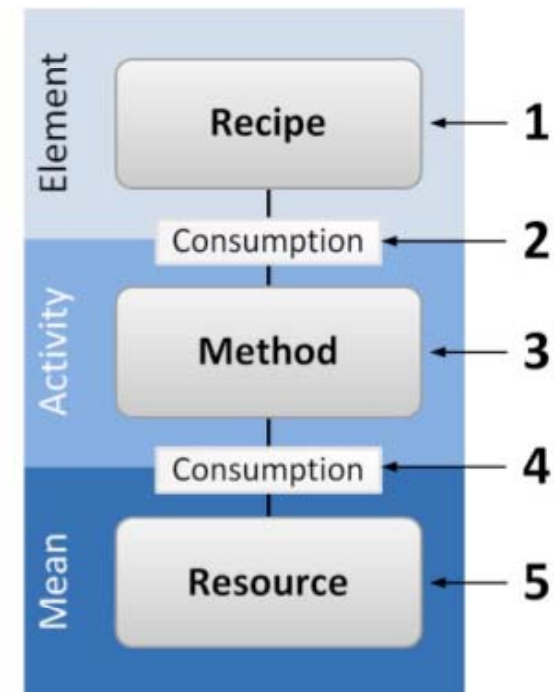 Element
Recipe
1
Consumption
2
Activity
Method
3
Consumption
4
Mean
Resource
5